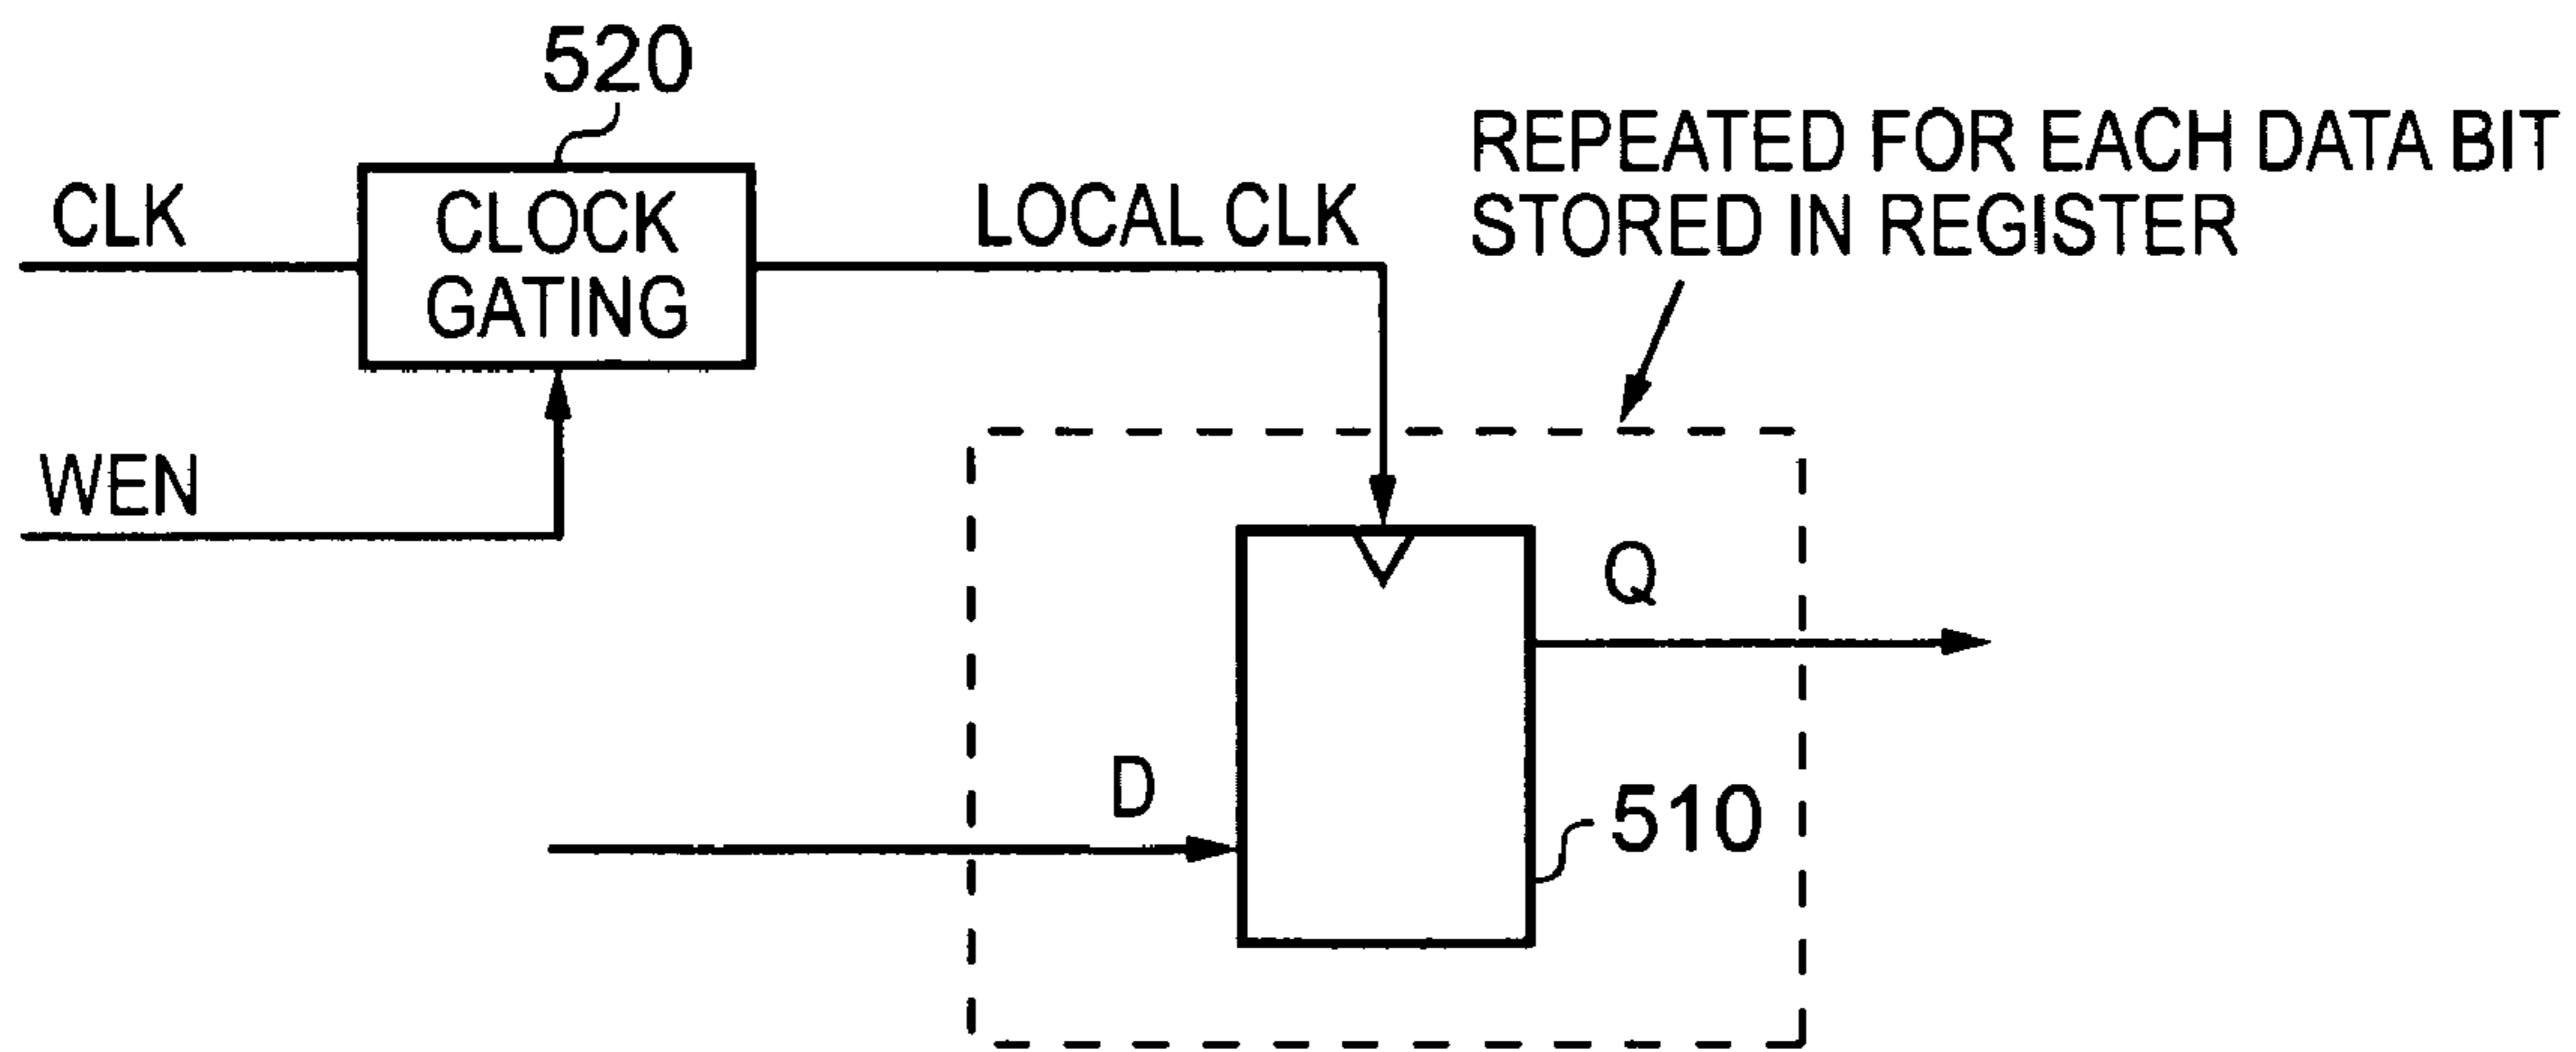 520
CLK
CLOCK
GATING
LOCAL CLK
REPEATED FOR EACH DATA BIT
STORED IN REGISTER
WEN
Q
D
510